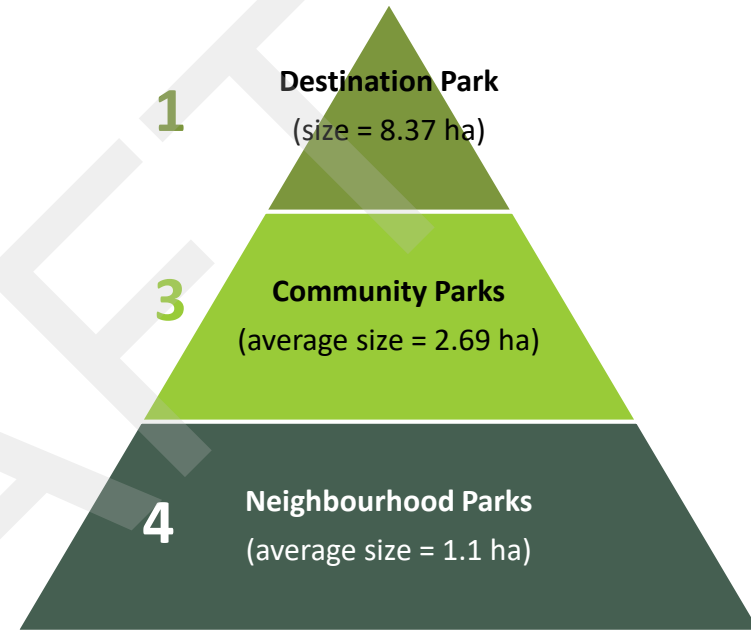 Destination Park
1
(size = 8.37 ha)
Community Parks
3
(average size = 2.69 ha)
Neighbourhood Parks
4
(average size = 1.1 ha)